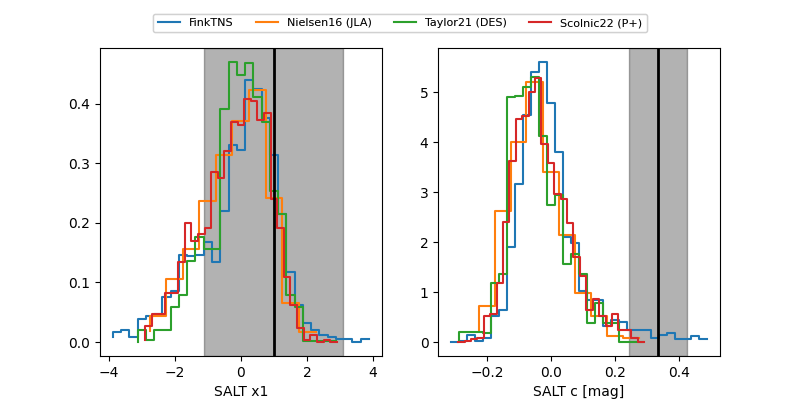 FinkTNS Nielsen16 (JLA) Taylor21 (DES) Scolnic22 (P+)
0.4
0.3
0.2
0.1
0.0
−4 −2 0 2 4
SALT x1
5
4
3
2
1
0
−0.2 0.0 0.2 0.4
SALT c [mag]